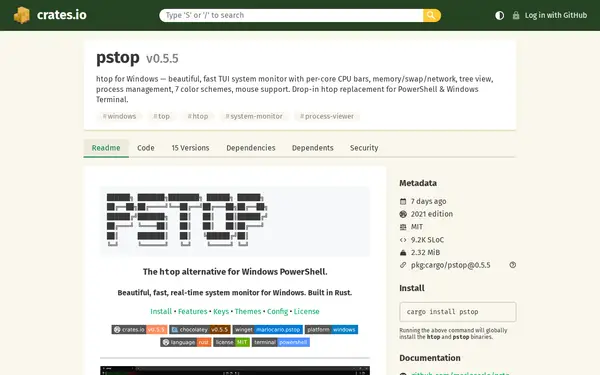 crates.io
Type 'S' or '/' to search
Log in with GitHub
pstop v0.5.5
htop for Windows — beautiful, fast TUI system monitor with per-core CPU bars, memory/swap/network, tree view,
process management, 7 color schemes, mouse support. Drop-in htop replacement for PowerShell & Windows
Terminal.
#windows #top #htop #system-monitor #process-viewer
Readme Code 15 Versions Dependencies Dependents Security
PSTOP
The htop alternative for Windows PowerShell.
Beautiful, fast, real-time system monitor for Windows. Built in Rust.
Install • Features • Keys • Themes • Config • License
crates.io v0.5.5 chocolatey v0.5.5 winget mariocario.pstop platform windows
language rust license MIT terminal powershell
Metadata
7 days ago
2021 edition
MIT
9.2K SLoC
2.32 MiB
pkg:cargo/pstop@0.5.5
Install
cargo install pstop
Running the above command will globally
install the htop and pstop binaries.
Documentation